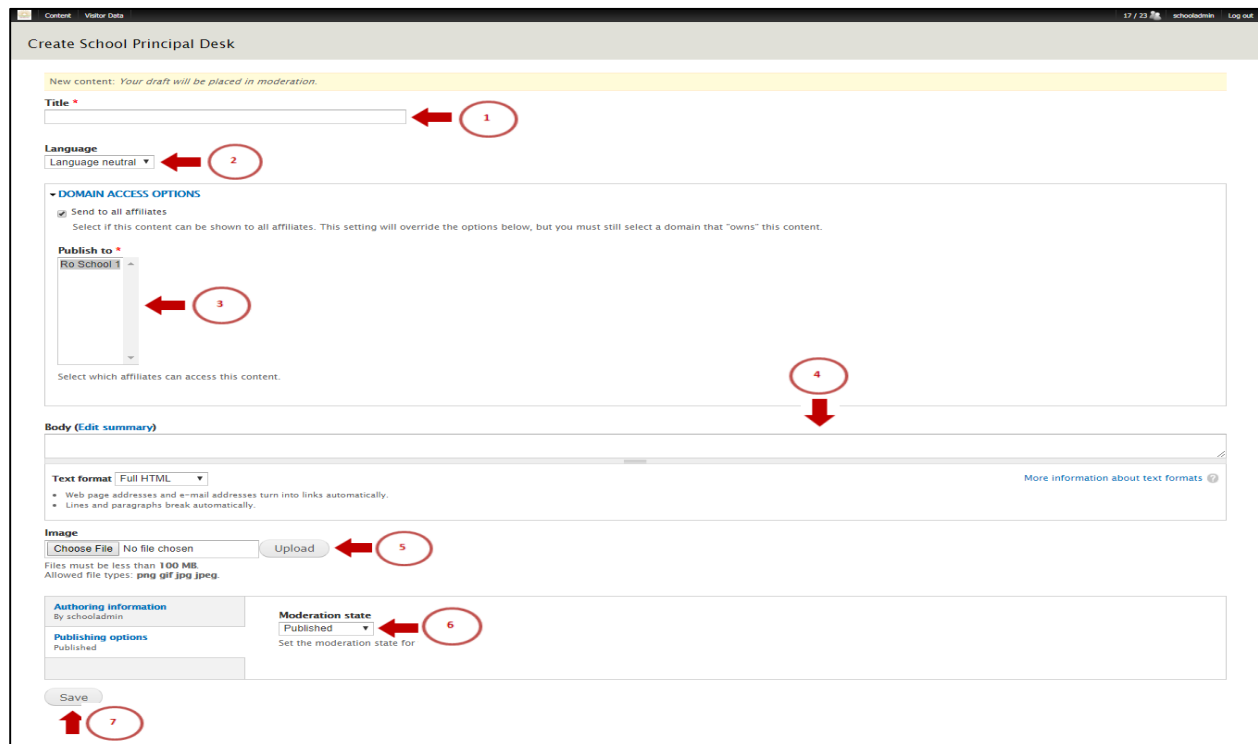 Content Visitor Data 17 / 23 schooladmin Log out
Create School Principal Desk
New content: Your draft will be placed in moderation.
Title *
1
Language
Language neutral
2
DOMAIN ACCESS OPTIONS
Send to all affiliates
Select if this content can be shown to all affiliates. This setting will override the options below, but you must still select a domain that "owns" this content.
Publish to *
Ro School 1
3
Select which affiliates can access this content.
4
Body (Edit summary)
Text format Full HTML
More information about text formats ?
Web page addresses and e-mail addresses turn into links automatically.
Lines and paragraphs break automatically.
Image
Choose File No file chosen Upload
5
Files must be less than 100 MB.
Allowed file types: png gif jpg jpeg.
Authoring information
By schooladmin
Publishing options
Published
Moderation state
Published
6
Set the moderation state for
Save
7